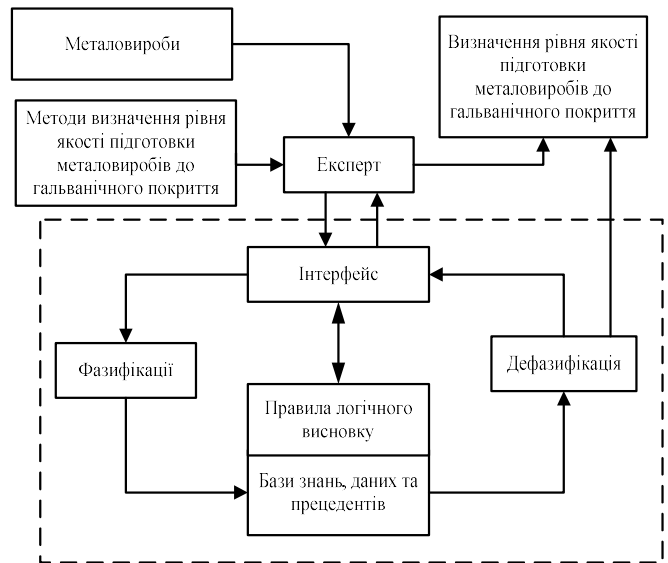 Металовироби
Визначення рівня якості
підготовки
металовиробів до
гальванічного покриття
Методи визначення рівня
якості підготовки
металовиробів до
гальванічного покриття
Експерт
Інтерфейс
Фазифікації
Дефазифікація
Правила логічного
висновку
Бази знань, даних та
прецедентів